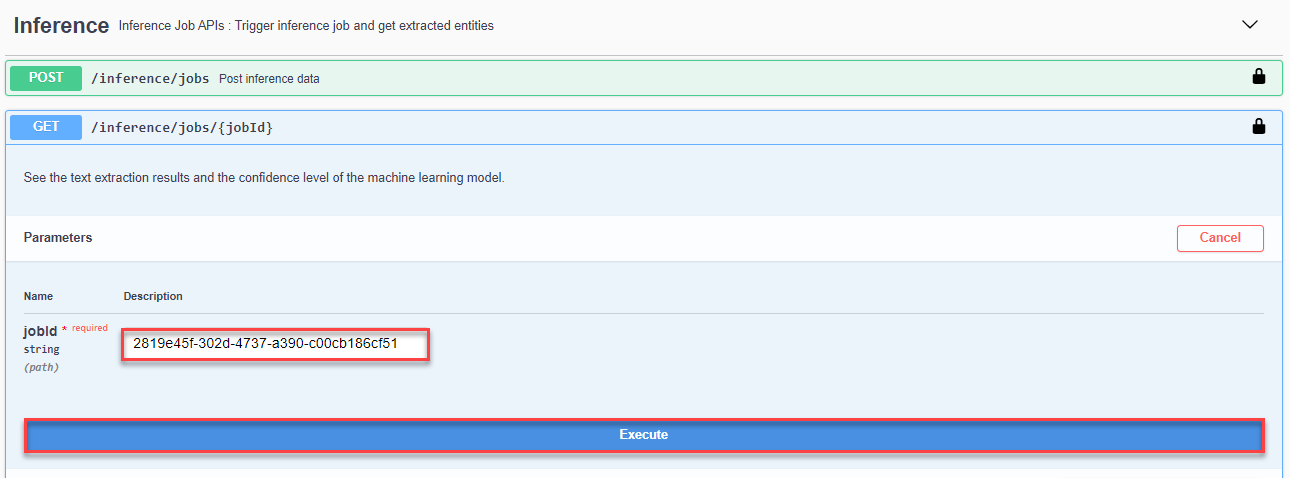 Inference Inference Job APIs : Trigger inference job and get extracted entities
POST /inference/jobs Post inference data
GET /inference/jobs/{jobId}
See the text extraction results and the confidence level of the machine learning model.
Parameters Cancel
Name Description
jobId * required
string
(path)
2819e45f-302d-4737-a390-c00cb186cf51
Execute